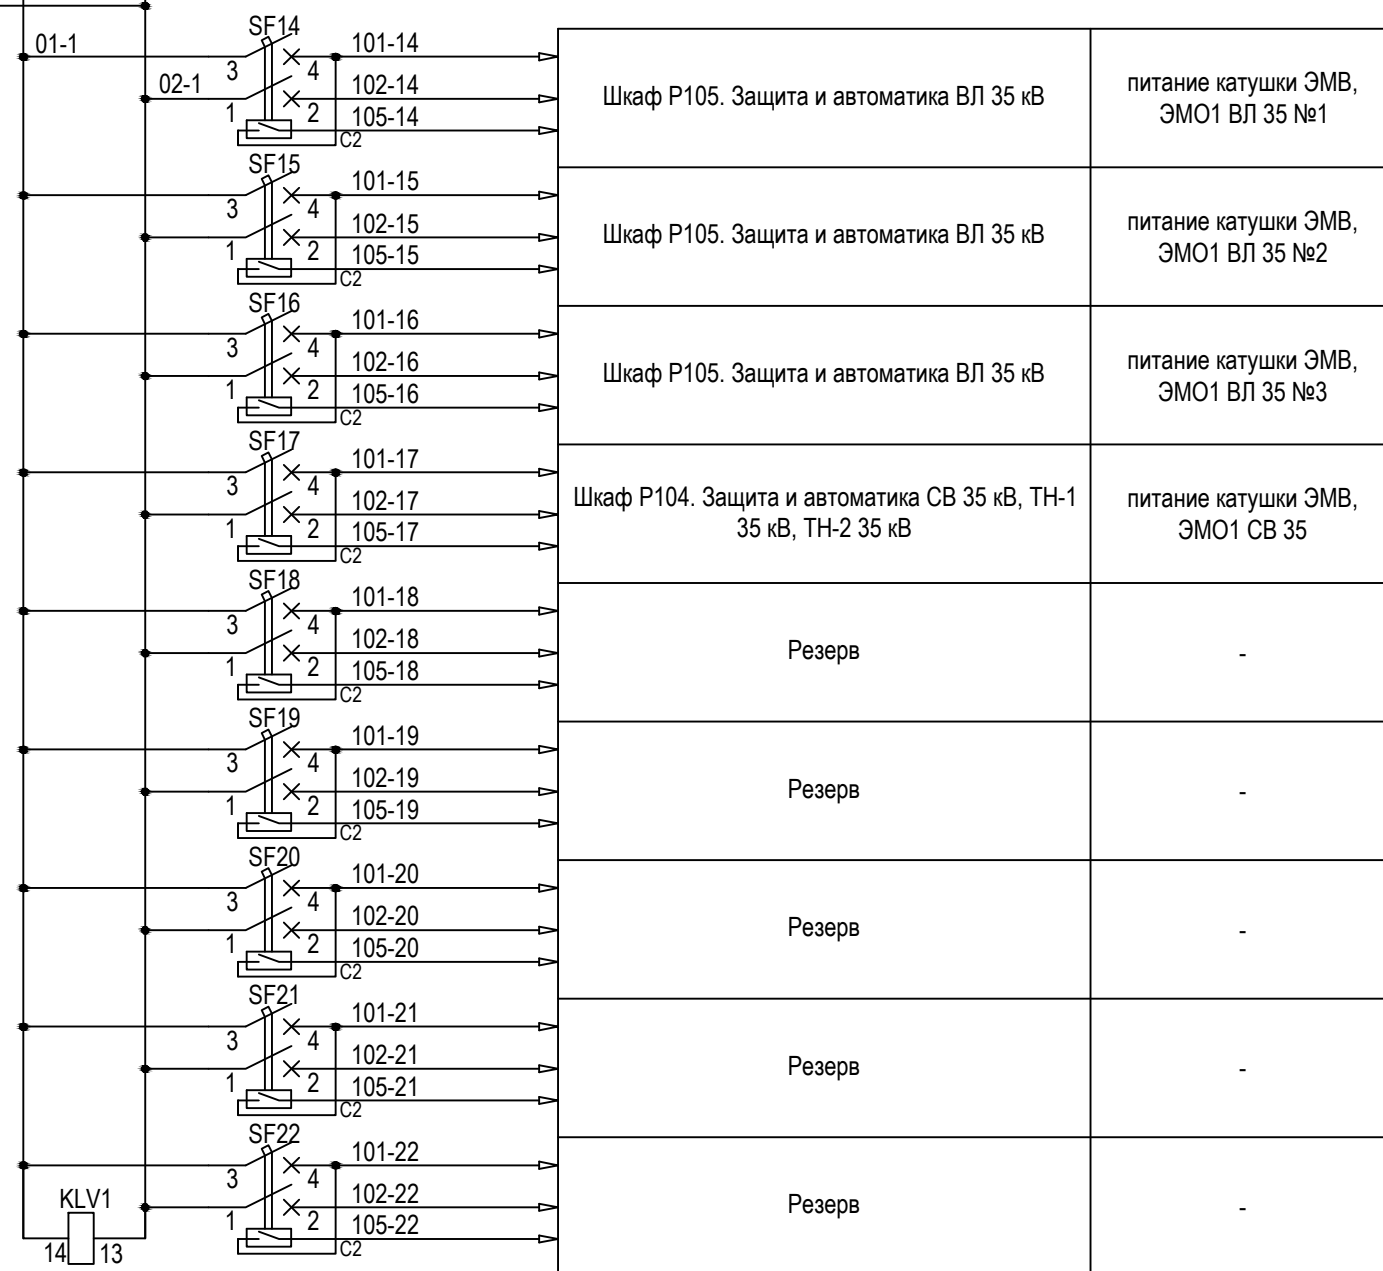 SF14
01-1
101-14
3
4
02-1
102-14
1
2
105-14
C2
Шкаф Р105. Защита и автоматика ВЛ 35 кВ
питание катушки ЭМВ,
ЭМО1 ВЛ 35 №1
SF15
101-15
3
4
102-15
1
2
105-15
C2
Шкаф Р105. Защита и автоматика ВЛ 35 кВ
питание катушки ЭМВ,
ЭМО1 ВЛ 35 №2
SF16
101-16
3
4
102-16
1
2
105-16
C2
Шкаф Р105. Защита и автоматика ВЛ 35 кВ
питание катушки ЭМВ,
ЭМО1 ВЛ 35 №3
SF17
101-17
3
4
102-17
1
2
105-17
C2
Шкаф Р104. Защита и автоматика СВ 35 кВ, ТН-1
35 кВ, ТН-2 35 кВ
питание катушки ЭМВ,
ЭМО1 СВ 35
SF18
101-18
3
4
102-18
1
2
105-18
C2
Резерв
-
SF19
101-19
3
4
102-19
1
2
105-19
C2
Резерв
-
SF20
101-20
3
4
102-20
1
2
105-20
C2
Резерв
-
SF21
101-21
3
4
102-21
1
2
105-21
C2
Резерв
-
SF22
101-22
3
4
102-22
1
2
105-22
C2
Резерв
-
KLV1
14
13